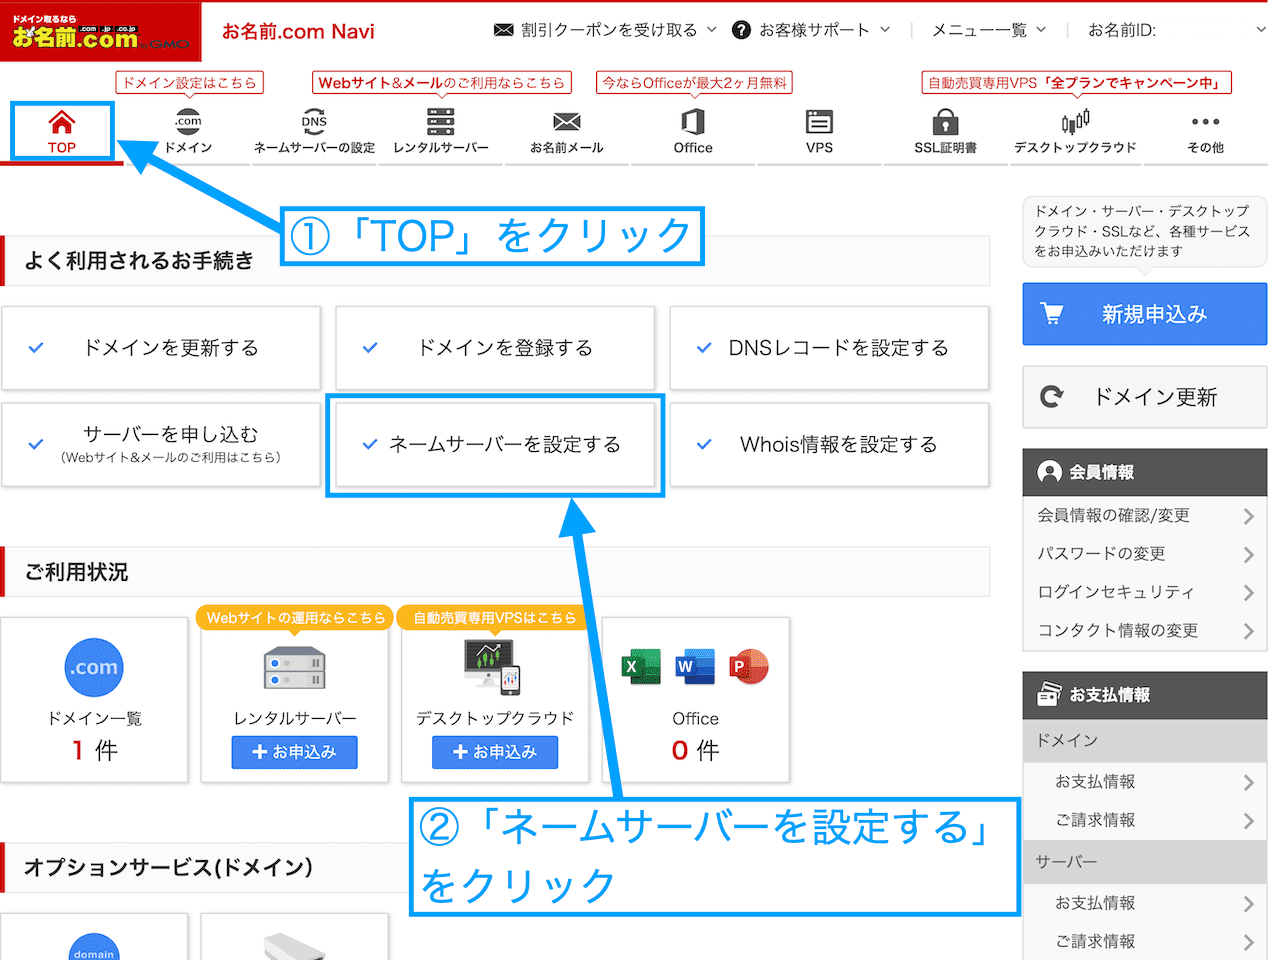 ドメイン取るなら
お名前.com
.com .jp .co.jp
by GMO
お名前.com Navi
割引クーポンを受け取る
お客様サポート
メニュー一覧
お名前ID:
ドメイン設定はこちら
Webサイト&メールのご利用ならこちら
今ならOfficeが最大2ヶ月無料
自動売買専用VPS「全プランでキャンペーン中」
TOP
.com
ドメイン
DNS
ネームサーバーの設定
レンタルサーバー
お名前メール
Office
VPS
SSL証明書
デスクトップクラウド
その他
①「TOP」をクリック
よく利用されるお手続き
ドメインを更新する
ドメインを登録する
DNSレコードを設定する
サーバーを申し込む
(Webサイト&メールのご利用はこちら)
ネームサーバーを設定する
Whois情報を設定する
ご利用状況
Webサイトの運用ならこちら
自動売買専用VPSはこちら
.com
X
W
P
ドメイン一覧
1 件
レンタルサーバー
+お申込み
デスクトップクラウド
+お申込み
Office
0 件
②「ネームサーバーを設定する」
をクリック
オプションサービス(ドメイン)
domain
ドメイン・サーバー・デスクトップ
クラウド・SSLなど、各種サービス
をお申込みいただけます
新規申込み
ドメイン更新
会員情報
会員情報の確認/変更
パスワードの変更
ログインセキュリティ
コンタクト情報の変更
お支払情報
ドメイン
お支払情報
ご請求情報
サーバー
お支払情報
ご請求情報